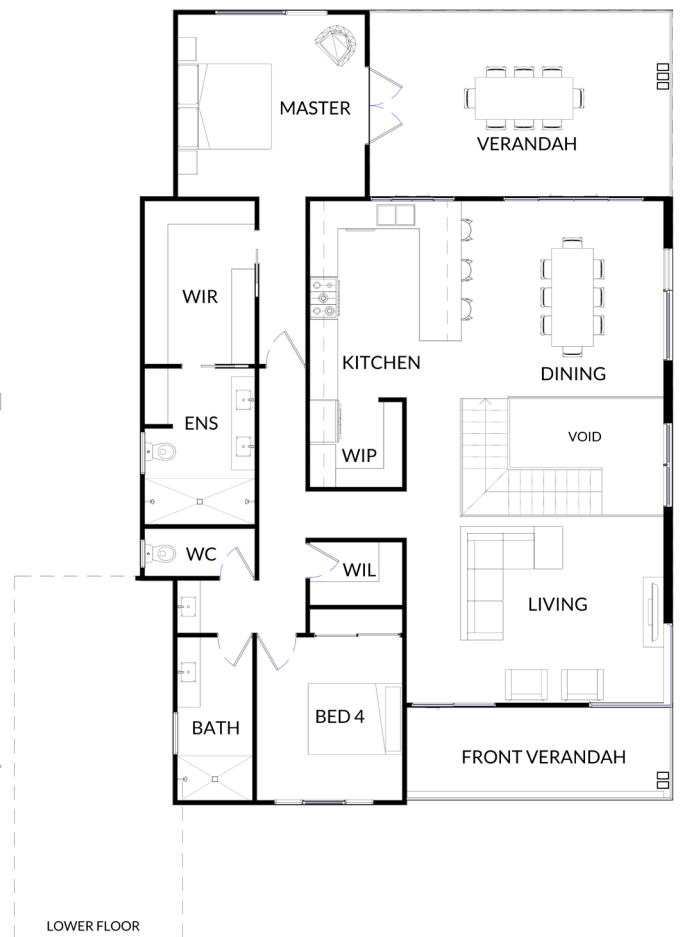 MASTER
VERANDAH
WIR
KITCHEN
DINING
ENS
VOID
WIP
WC
WIL
LIVING
BED 4
BATH
FRONT VERANDAH
LOWER FLOOR